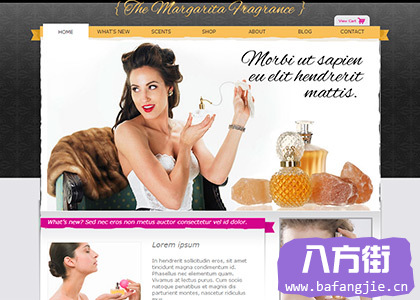 { The Margarita Fragrance }
View Cart
HOME WHAT'S NEW SCENTS SHOP ABOUT BLOG CONTACT
Morbi ut sapien
eu elit hendrerit
mattis.
What's new? Sed nec eros non metus auctor consectetur vel id dolor.
Lorem ipsum
In hendrerit sollicitudin eros, sit amet
tincidunt magna condimentum id.
Phasellus nec elementum quam.
Vivamus at lectus purus. Cum sociis
natoque penatibus et magnis dis
parturient montes, nascetur ridiculus
八方街
www.bafangjie.cn